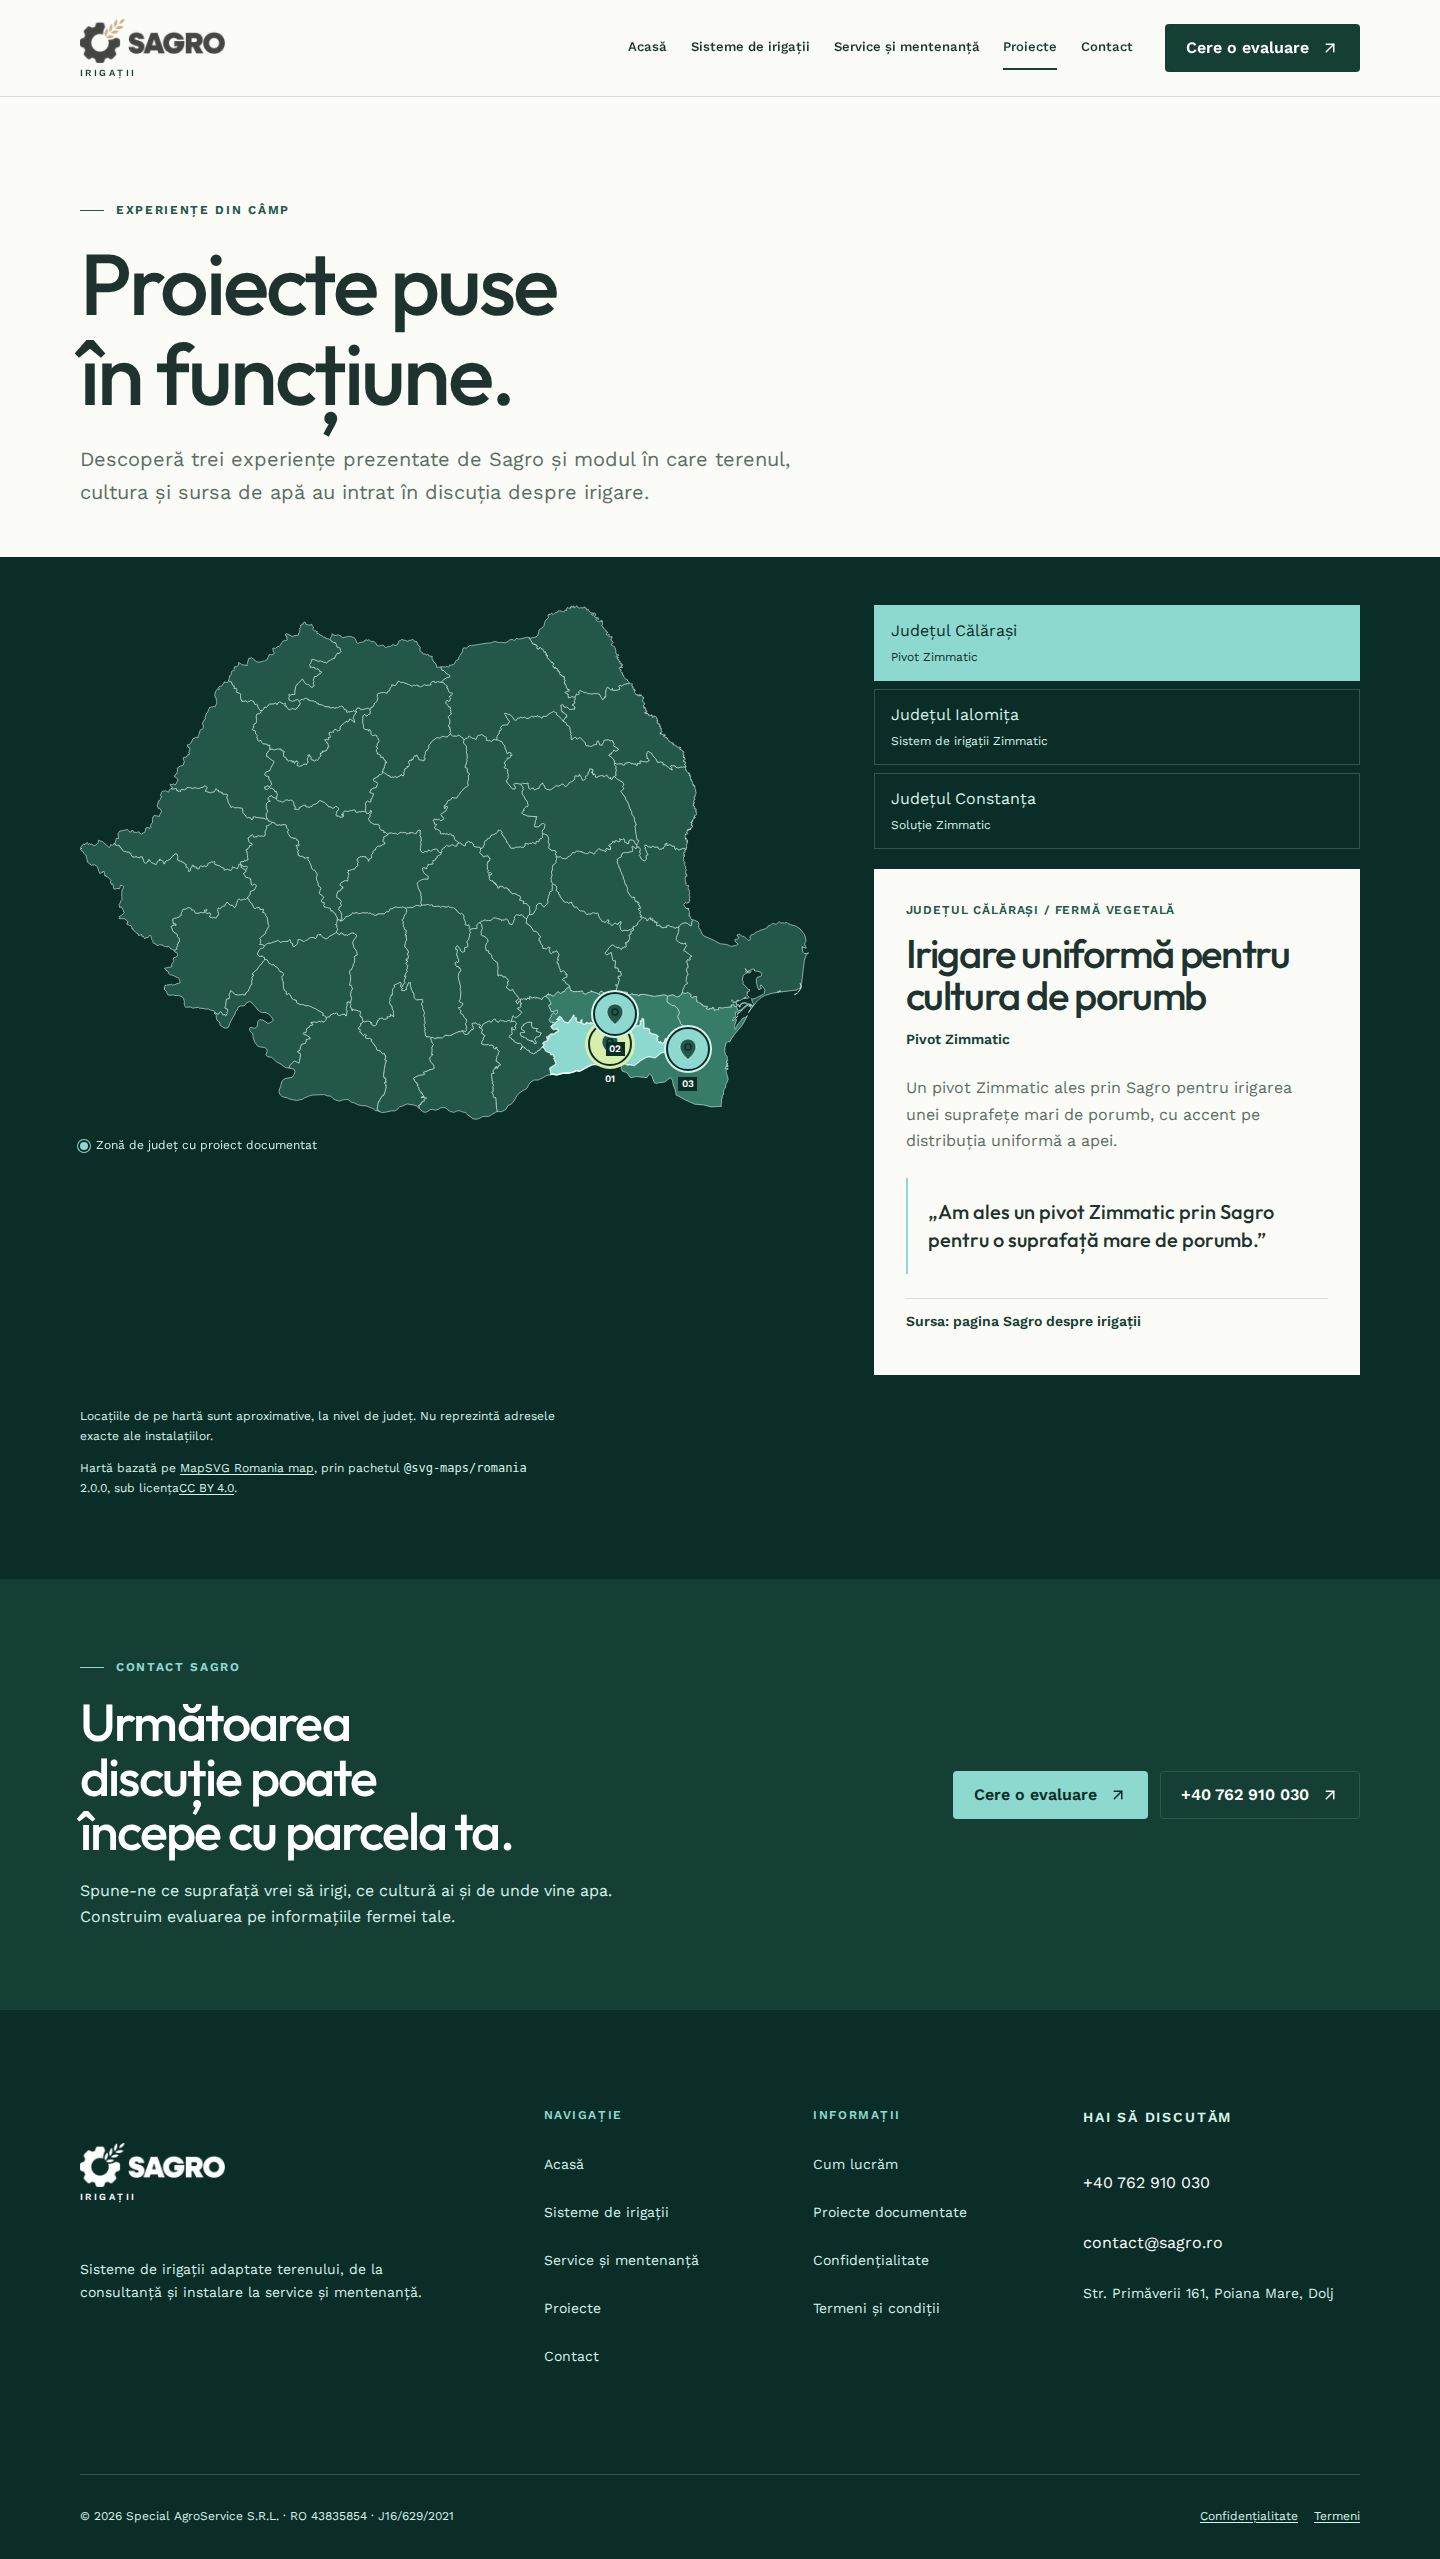 SAGRO
IRIGAȚII
Acasă
Sisteme de irigații
Service și mentenanță
Proiecte
Contact
Cere o evaluare
EXPERIENȚE DIN CÂMP
Proiecte puse
în funcțiune.
Descoperă trei experiențe prezentate de Sagro și modul în care terenul,
cultura și sursa de apă au intrat în discuția despre irigare.
02
01
03
Zonă de județ cu proiect documentat
Județul Călărași
Pivot Zimmatic
Județul Ialomița
Sistem de irigații Zimmatic
Județul Constanța
Soluție Zimmatic
JUDEȚUL CĂLĂRAȘI / FERMĂ VEGETALĂ
Irigare uniformă pentru
cultura de porumb
Pivot Zimmatic
Un pivot Zimmatic ales prin Sagro pentru irigarea
unei suprafețe mari de porumb, cu accent pe
distribuția uniformă a apei.
„Am ales un pivot Zimmatic prin Sagro
pentru o suprafață mare de porumb.”
Sursa: pagina Sagro despre irigații
Locațiile de pe hartă sunt aproximative, la nivel de județ. Nu reprezintă adresele
exacte ale instalațiilor.
Hartă bazată pe MapSVG Romania map, prin pachetul @svg-maps/romania
2.0.0, sub licențaCC BY 4.0.
CONTACT SAGRO
Următoarea
discuție poate
începe cu parcela ta.
Spune-ne ce suprafață vrei să irigi, ce cultură ai și de unde vine apa.
Construim evaluarea pe informațiile fermei tale.
Cere o evaluare
+40 762 910 030
SAGRO
IRIGAȚII
Sisteme de irigații adaptate terenului, de la
consultanță și instalare la service și mentenanță.
NAVIGAȚIE
Acasă
Sisteme de irigații
Service și mentenanță
Proiecte
Contact
INFORMAȚII
Cum lucrăm
Proiecte documentate
Confidențialitate
Termeni și condiții
HAI SĂ DISCUTĂM
+40 762 910 030
contact@sagro.ro
Str. Primăverii 161, Poiana Mare, Dolj
© 2026 Special AgroService S.R.L. · RO 43835854 · J16/629/2021
Confidențialitate
Termeni